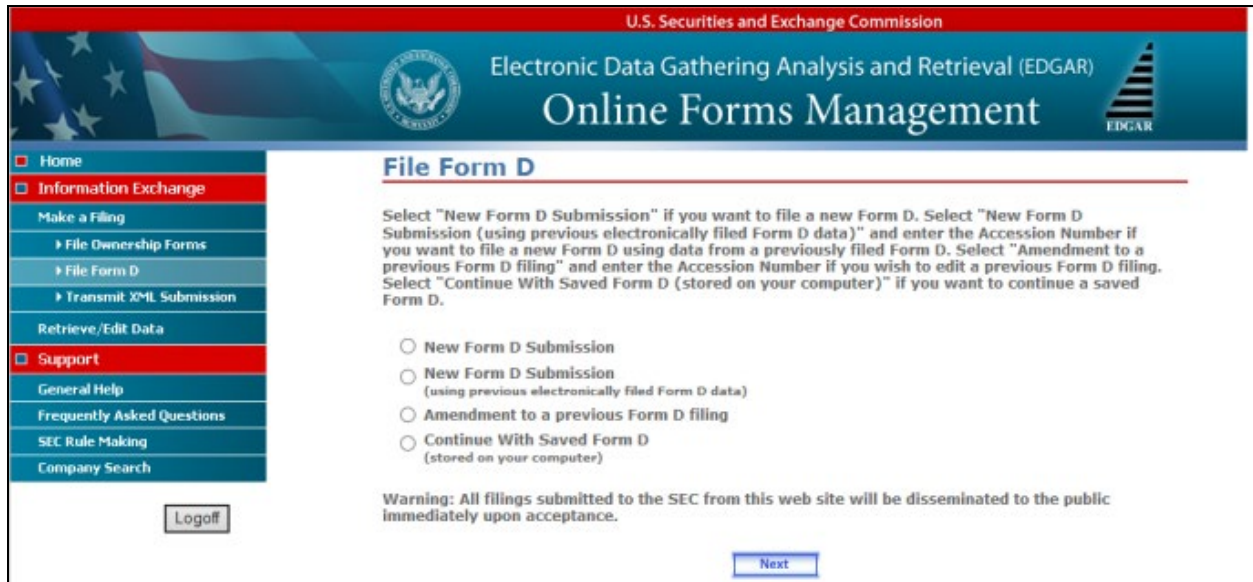 U.S. Securities and Exchange Commission
Electronic Data Gathering Analysis and Retrieval (EDGAR)
Online Forms Management
EDGAR
Home
Information Exchange
Make a Filing
File Ownership Forms
File Form D
Transmit XML Submission
Retrieve/Edit Data
Support
General Help
Frequently Asked Questions
SEC Rule Making
Company Search
Logoff
File Form D
Select "New Form D Submission" if you want to file a new Form D. Select "New Form D
Submission (using previous electronically filed Form D data)" and enter the Accession Number if
you want to file a new Form D using data from a previously filed Form D. Select "Amendment to a
previous Form D filing" and enter the Accession Number if you wish to edit a previous Form D filing.
Select "Continue With Saved Form D (stored on your computer)" if you want to continue a saved
Form D.
New Form D Submission
New Form D Submission
(using previous electronically filed Form D data)
Amendment to a previous Form D filing
Continue With Saved Form D
(stored on your computer)
Warning: All filings submitted to the SEC from this web site will be disseminated to the public
immediately upon acceptance.
Next